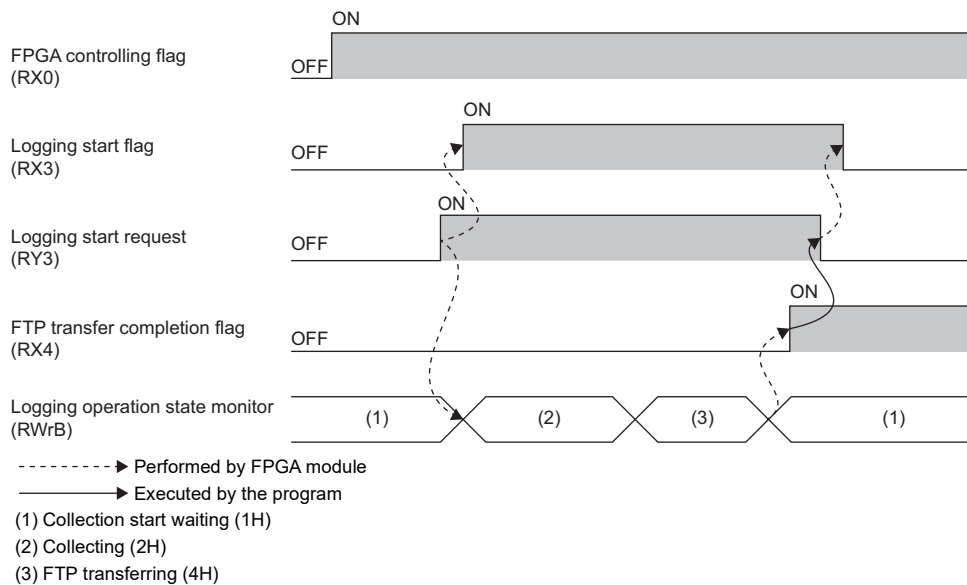 ON
FPGA controlling flag
(RX0)
OFF
ON
Logging start flag
(RX3)
OFF
ON
Logging start request
(RY3)
OFF
ON
FTP transfer completion flag
(RX4)
OFF
Logging operation state monitor
(RWrB)
(1)
(2)
(3)
(1)
Performed by FPGA module
Executed by the program
(1) Collection start waiting (1H)
(2) Collecting (2H)
(3) FTP transferring (4H)